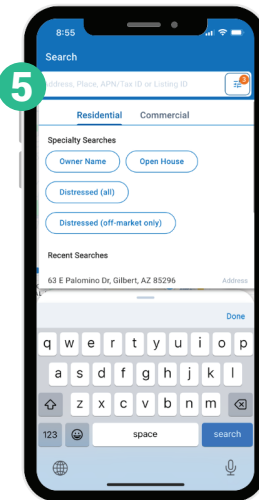 8:55
Search
5
Address, Place, APN/Tax ID or Listing ID
3
Residential Commercial
Specialty Searches
Owner Name Open House
Distressed (all)
Distressed (off-market only)
Recent Searches
63 E Palomino Dr, Gilbert, AZ 85296 Address
Done
q w e r t y u i o p
a s d f g h j k l
z x c v b n m
123 space search